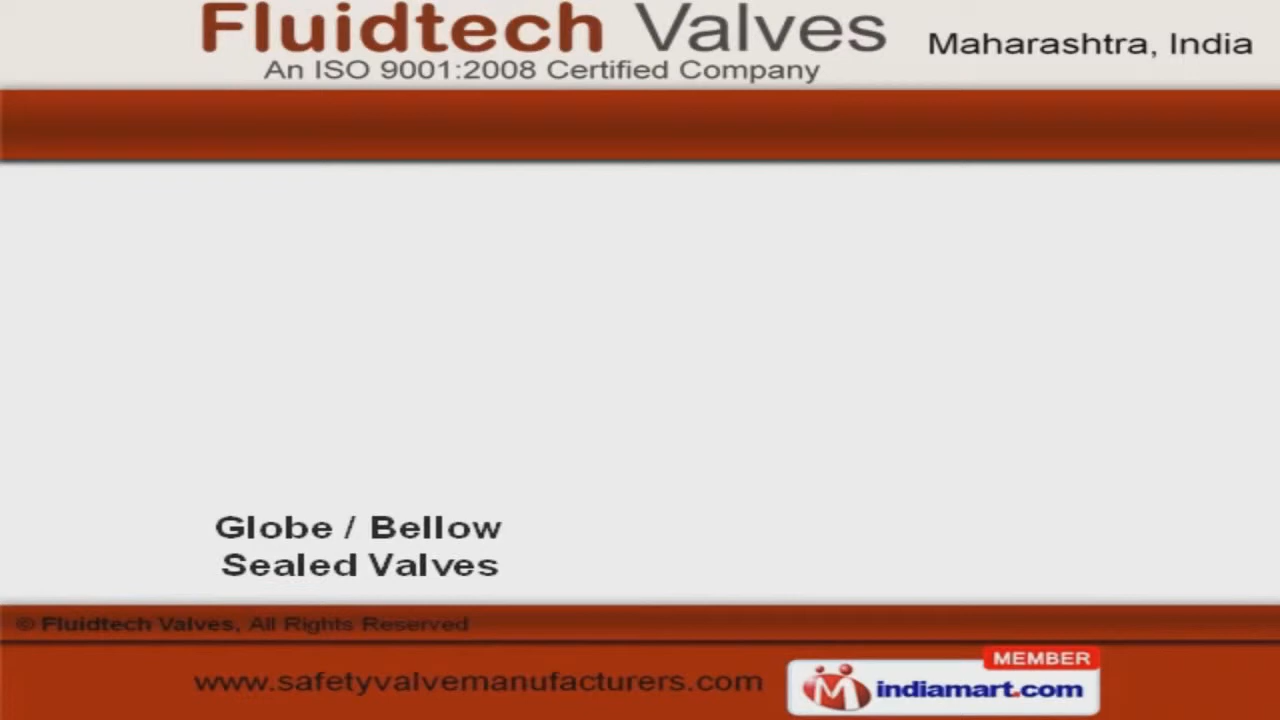 Fluidtech Valves
An ISO 9001:2008 Certified Company
Maharashtra, India
Globe / Bellow
Sealed Valves
© Fluidtech Valves, All Rights Reserved
www.safetyvalvemanufacturers.com
MEMBER
indiamart.com